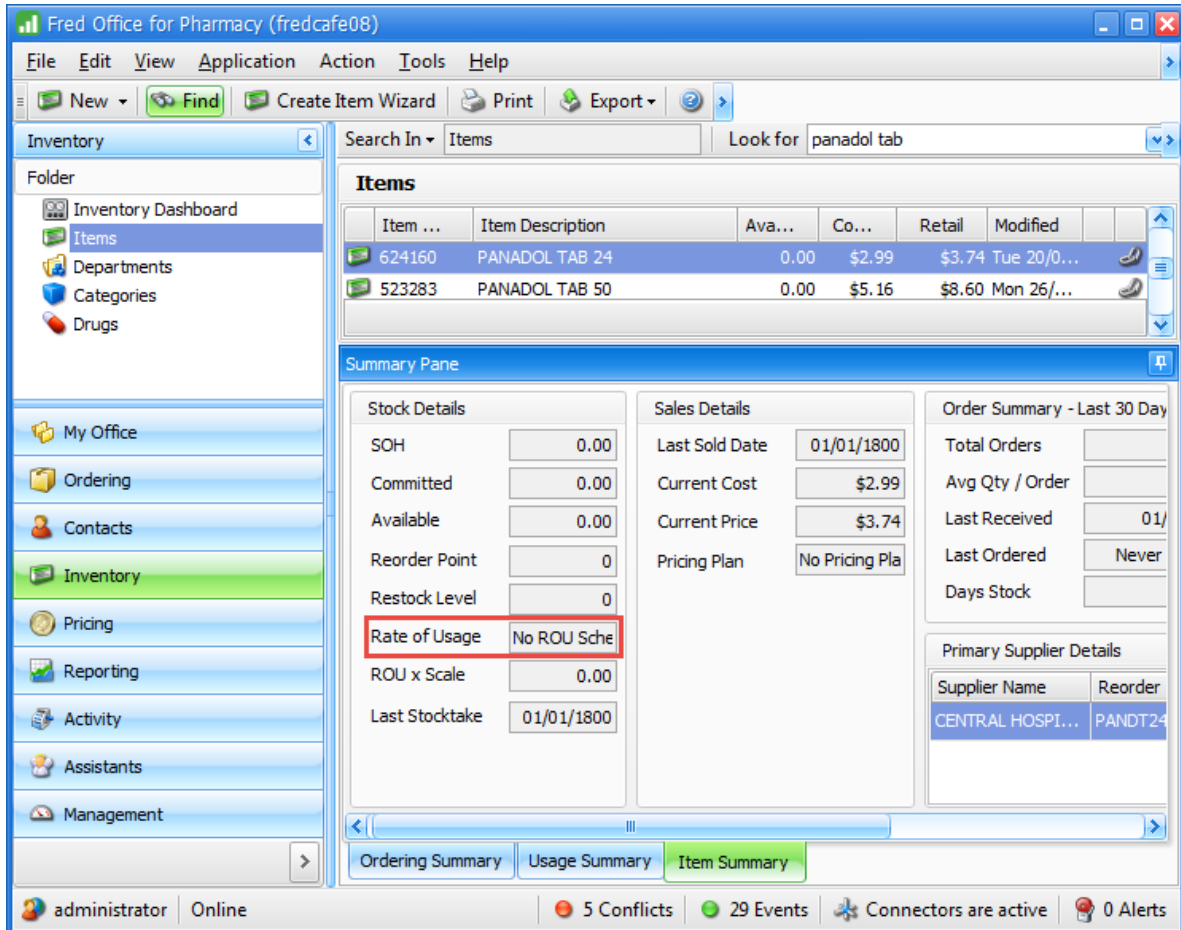 Fred Office for Pharmacy (fredcafe08)
File Edit View Application Action Tools Help
New Find Create Item Wizard Print Export
Inventory
Search In Items Look for panadol tab
Folder
Inventory Dashboard
Items
Departments
Categories
Drugs
Items
Item ... Item Description Ava... Co... Retail Modified
624160 PANADOL TAB 24 0.00 $2.99 $3.74 Tue 20/0...
523283 PANADOL TAB 50 0.00 $5.16 $8.60 Mon 26/...
Summary Pane
Stock Details
SOH 0.00
Committed 0.00
Available 0.00
Reorder Point 0
Restock Level 0
Rate of Usage No ROU Sche
ROU x Scale 0.00
Last Stocktake 01/01/1800
Sales Details
Last Sold Date 01/01/1800
Current Cost $2.99
Current Price $3.74
Pricing Plan No Pricing Pla
Order Summary - Last 30 Day
Total Orders
Avg Qty / Order
Last Received 01/
Last Ordered Never
Days Stock
Primary Supplier Details
Supplier Name Reorder
CENTRAL HOSPI... PANDT24
My Office
Ordering
Contacts
Inventory
Pricing
Reporting
Activity
Assistants
Management
Ordering Summary Usage Summary Item Summary
administrator Online 5 Conflicts 29 Events Connectors are active 0 Alerts